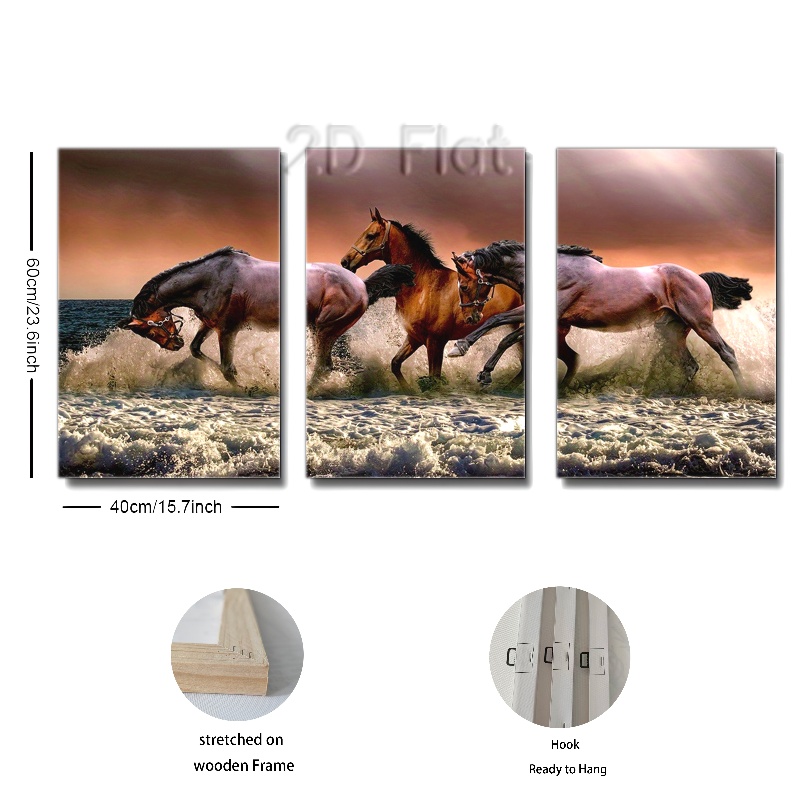 2D Flat
60cm/23.6inch
40cm/15.7inch
stretched on
wooden Frame
Hook
Ready to Hang